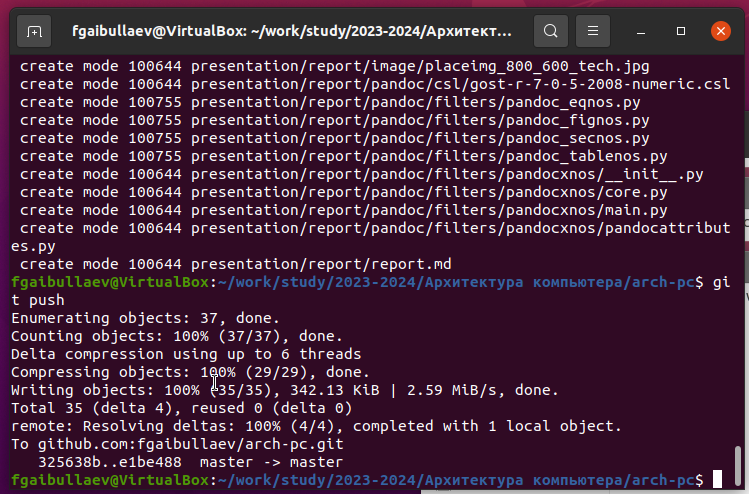 fgaibullaev@VirtualBox: ~/work/study/2023-2024/Архитект...
create mode 100644 presentation/report/image/placeimg_800_600_tech.jpg
create mode 100644 presentation/report/pandoc/csl/gost-r-7-0-5-2008-numeric.csl
create mode 100755 presentation/report/pandoc/filters/pandoc_eqnos.py
create mode 100755 presentation/report/pandoc/filters/pandoc_fignos.py
create mode 100755 presentation/report/pandoc/filters/pandoc_secnos.py
create mode 100755 presentation/report/pandoc/filters/pandoc_tablenos.py
create mode 100644 presentation/report/pandoc/filters/pandocxnos/__init__.py
create mode 100644 presentation/report/pandoc/filters/pandocxnos/core.py
create mode 100644 presentation/report/pandoc/filters/pandocxnos/main.py
create mode 100644 presentation/report/pandoc/filters/pandocxnos/pandocattribut
es.py
create mode 100644 presentation/report/report.md
fgaibullaev@VirtualBox:~/work/study/2023-2024/Архитектура компьютера/arch-pc$ gi
t push
Enumerating objects: 37, done.
Counting objects: 100% (37/37), done.
Delta compression using up to 6 threads
Compressing objects: 100% (29/29), done.
Writing objects: 100% (35/35), 342.13 KiB | 2.59 MiB/s, done.
Total 35 (delta 4), reused 0 (delta 0)
remote: Resolving deltas: 100% (4/4), completed with 1 local object.
To github.com:fgaibullaev/arch-pc.git
325638b..e1be488  master -> master
fgaibullaev@VirtualBox:~/work/study/2023-2024/Архитектура компьютера/arch-pc$